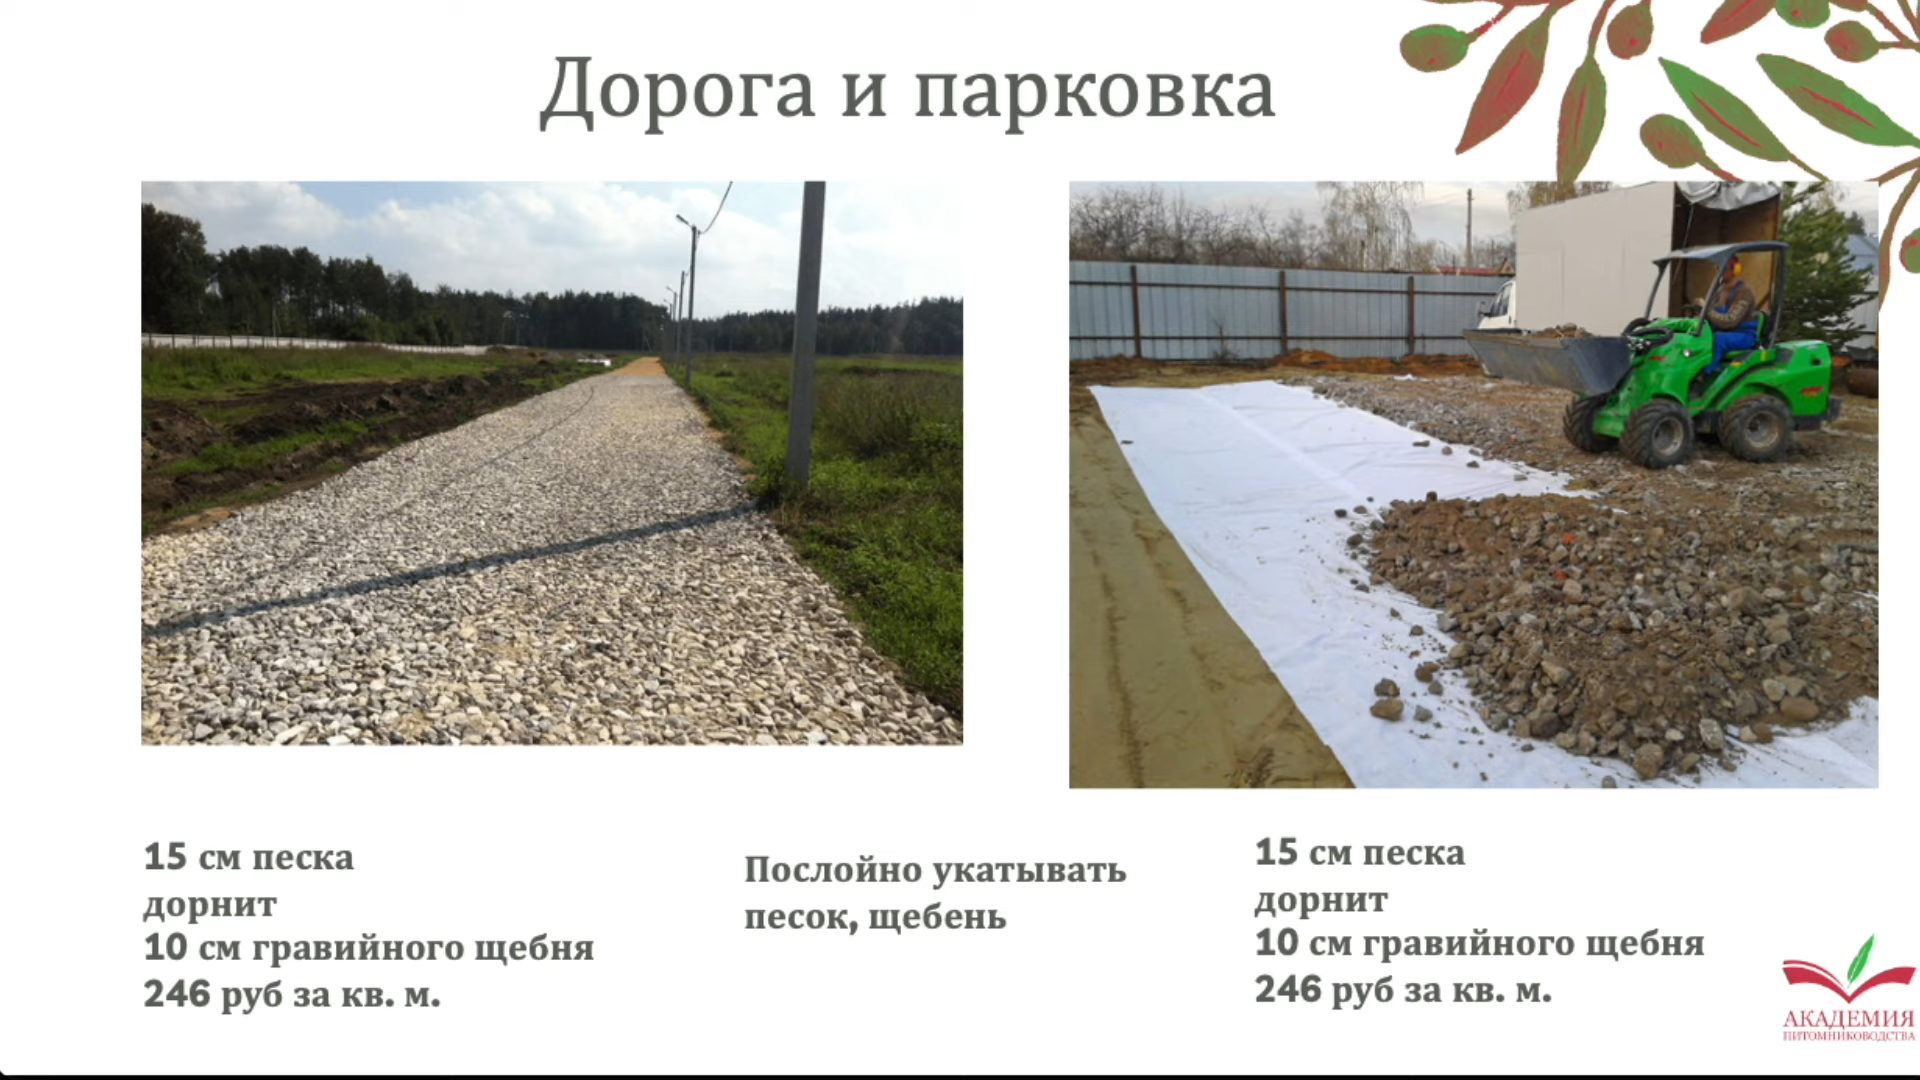 Дорога и парковка
15 см песка
дорнит
10 см гравийного щебня
246 руб за кв. м.
Послойно укатывать
песок, щебень
15 см песка
дорнит
10 см гравийного щебня
246 руб за кв. м.
АКАДЕМИЯ
ПИТОМНИКОВОДСТВА